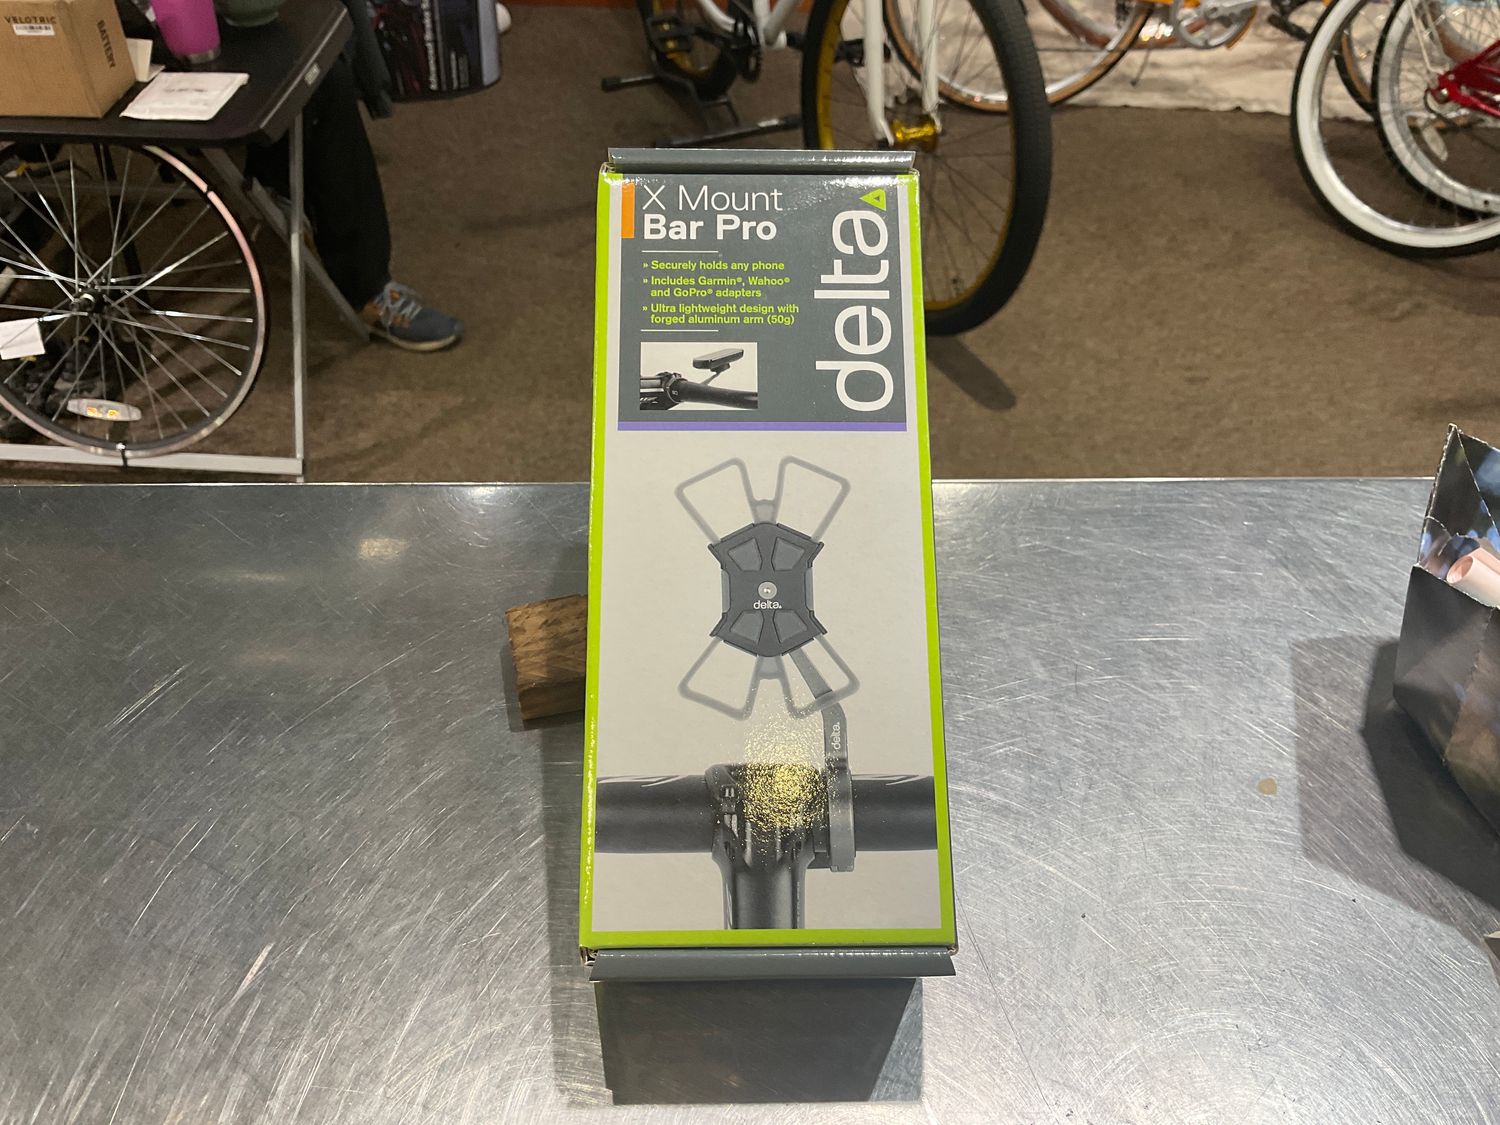 VELOTRIC
BATTERY
X Mount
Bar Pro
» Securely holds any phone
» Includes Garmin®, Wahoo®
and GoPro® adapters
» Ultra lightweight design with
forged aluminum arm (50g)
delta
delta
delta